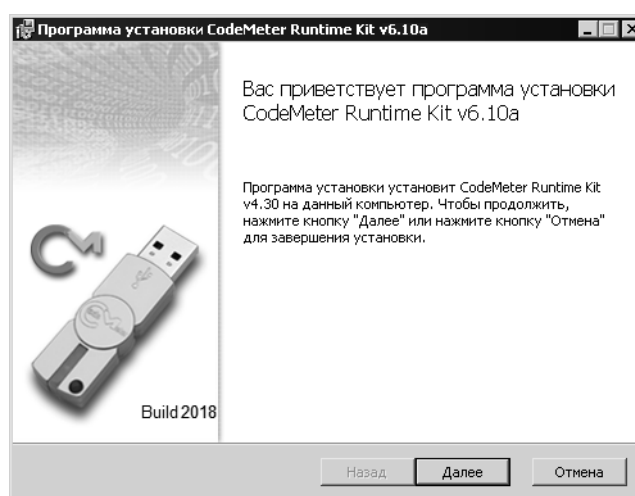 Программа установки CodeMeter Runtime Kit v6.10a
Вас приветствует программа установки
CodeMeter Runtime Kit v6.10a
Программа установки установит CodeMeter Runtime Kit
v4.30 на данный компьютер. Чтобы продолжить,
нажмите кнопку "Далее" или нажмите кнопку "Отмена"
для завершения установки.
Build 2018
Назад
Далее
Отмена